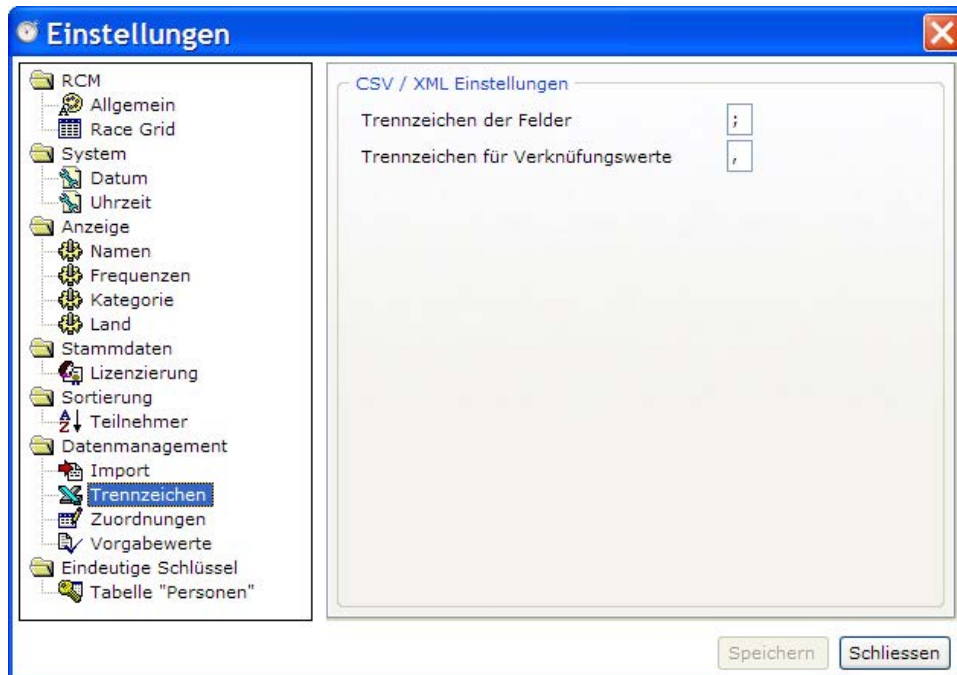 Einstellungen
RCM
Allgemein
Race Grid
System
Datum
Uhrzeit
Anzeige
Namen
Frequenzen
Kategorie
Land
Stammdaten
Lizenzierung
Sortierung
Teilnehmer
Datenmanagement
Import
Trennzeichen
Zuordnungen
Vorgabewerte
Eindeutige Schlüssel
Tabelle "Personen"
CSV / XML Einstellungen
Trennzeichen der Felder ;
Trennzeichen für Verknüfungswerte ,
Speichern Schliessen